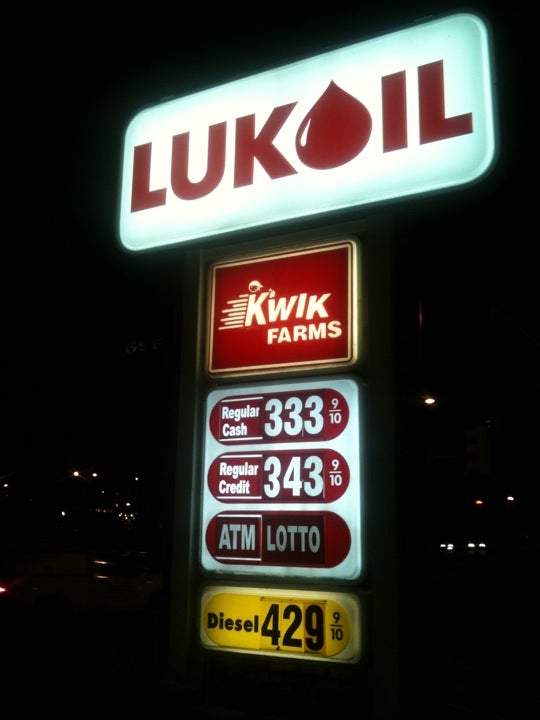 LUKOIL
KWIK
FARMS
Regular
Cash 333 9/10
Regular
Credit 343 9/10
ATM LOTTO
Diesel 429 9/10